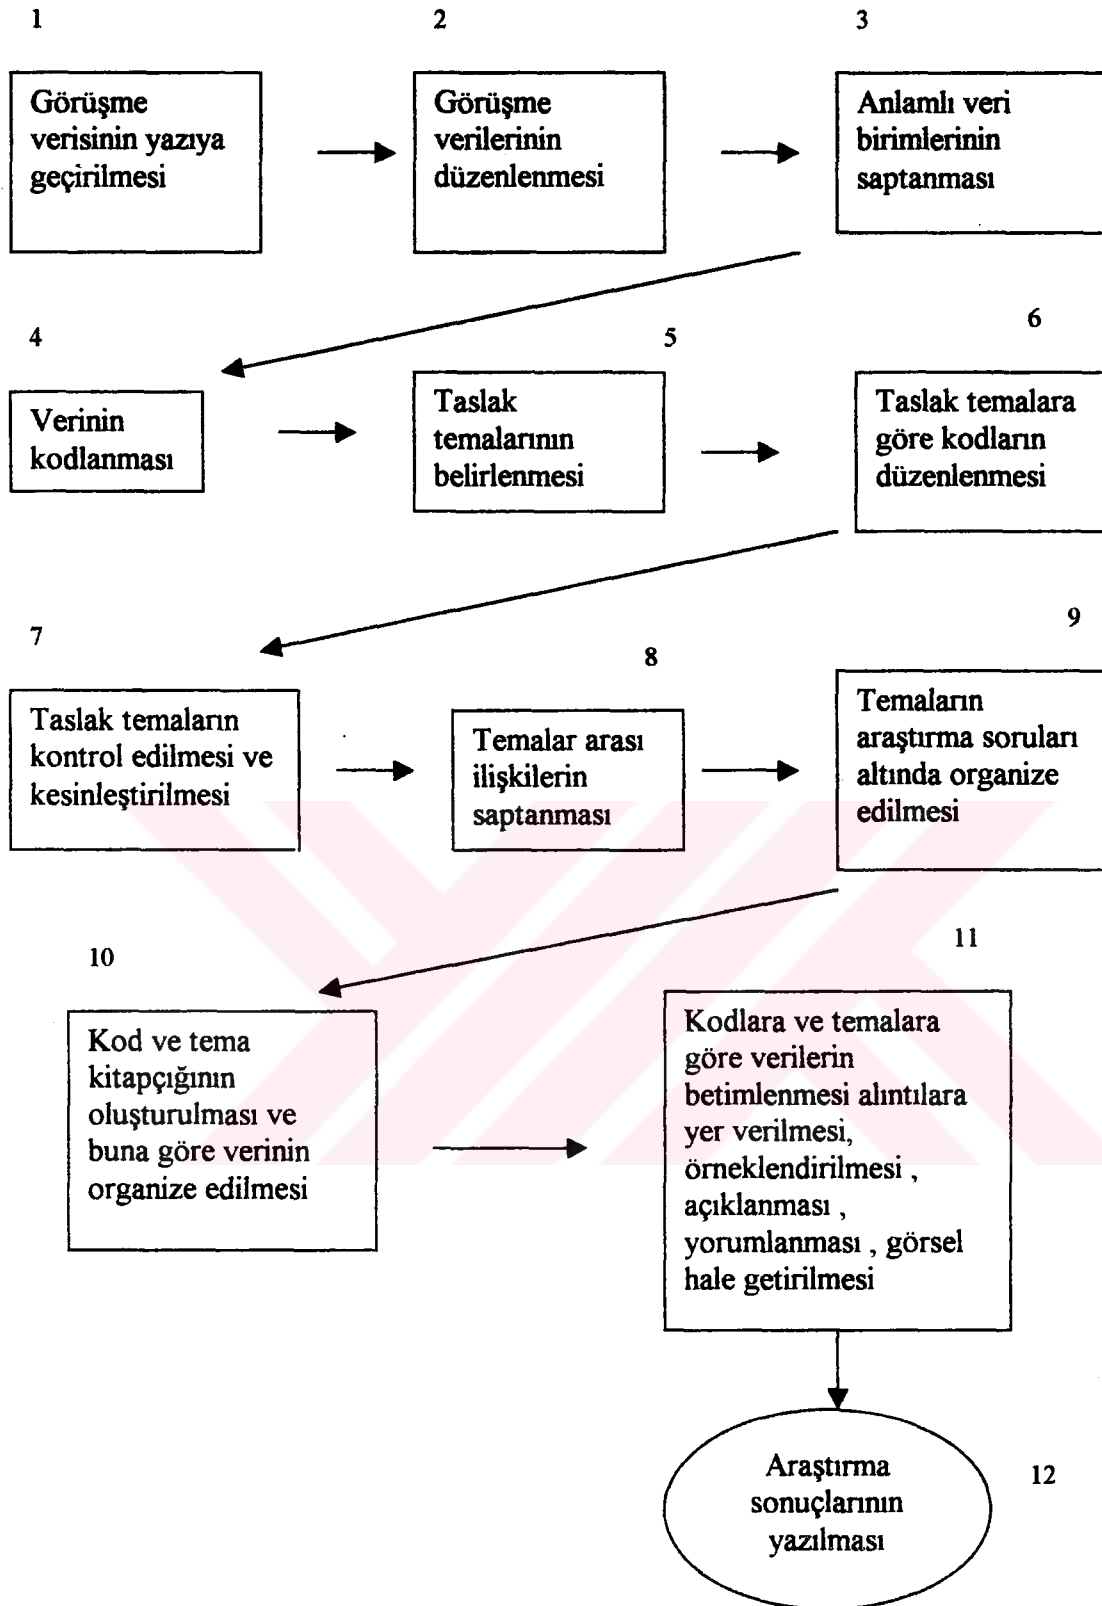 1
Görüşme
verisinin yazıya
geçirilmesi
2
Görüşme
verilerinin
düzenlenmesi
3
Anlamlı veri
birimlerinin
saptanması
4
Verinin
kodlanması
5
Taslak
temalarının
belirlenmesi
6
Taslak temalara
göre kodların
düzenlenmesi
7
Taslak temaların
kontrol edilmesi ve
kesinleştirilmesi
8
Temalar arası
ilişkilerin
saptanması
9
Temaların
araştırma soruları
altında organize
edilmesi
10
Kod ve tema
kitapçığının
oluşturulması ve
buna göre verinin
organize edilmesi
11
Kodlara ve temalara
göre verilerin
betimlenmesi alıntılara
yer verilmesi,
örneklendirilmesi ,
açıklanması ,
yorumlanması , görsel
hale getirilmesi
Araştırma
sonuçlarının
yazılması
12